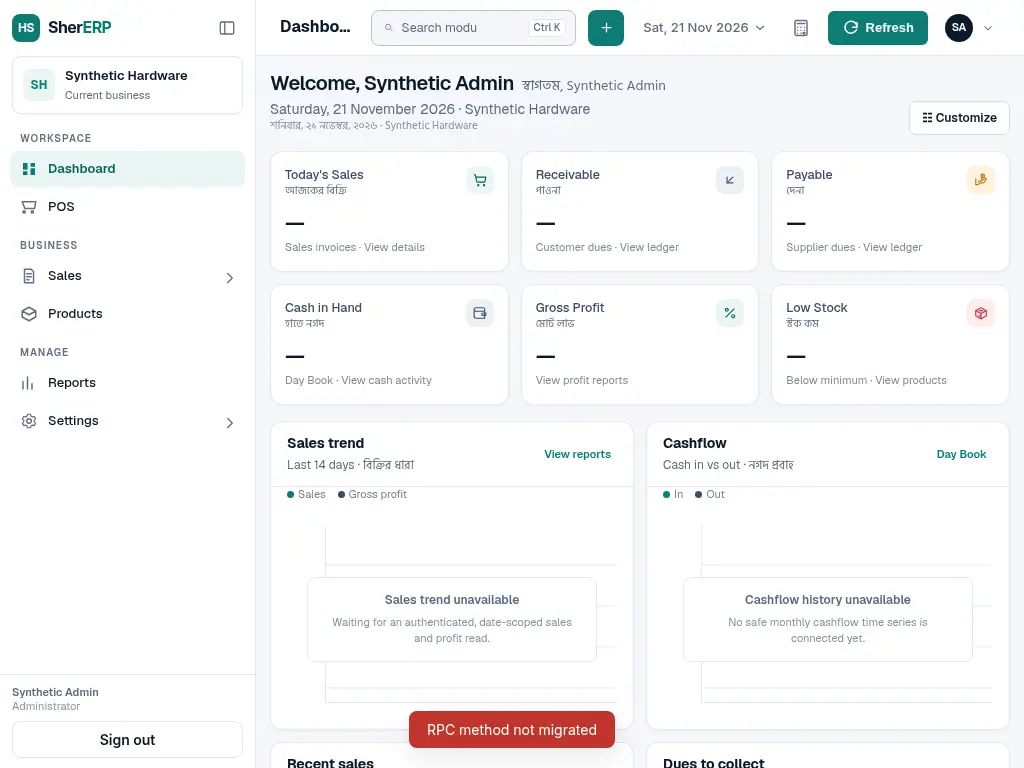 HS SherERP
Dashbo...
Search modu
Ctrl K
+
Sat, 21 Nov 2026
Refresh
SA
SH
Synthetic Hardware
Current business
WORKSPACE
Dashboard
POS
BUSINESS
Sales
Products
MANAGE
Reports
Settings
Synthetic Admin
Administrator
Sign out
Welcome, Synthetic Admin স্বাগতম, Synthetic Admin
Saturday, 21 November 2026 · Synthetic Hardware
শনিবার, ২১ নভেম্বর, ২০২৬ · Synthetic Hardware
Customize
Today's Sales
আজকের বিক্রি
—
Sales invoices · View details
Receivable
পাওনা
—
Customer dues · View ledger
Payable
দেনা
—
Supplier dues · View ledger
Cash in Hand
হাতে নগদ
—
Day Book · View cash activity
Gross Profit
মোট লাভ
—
View profit reports
Low Stock
স্টক কম
—
Below minimum · View products
Sales trend
Last 14 days · বিক্রির ধারা
View reports
Sales
Gross profit
Sales trend unavailable
Waiting for an authenticated, date-scoped sales
and profit read.
Cashflow
Cash in vs out · নগদ প্রবাহ
Day Book
In
Out
Cashflow history unavailable
No safe monthly cashflow time series is
connected yet.
RPC method not migrated
Recent sales
Dues to collect